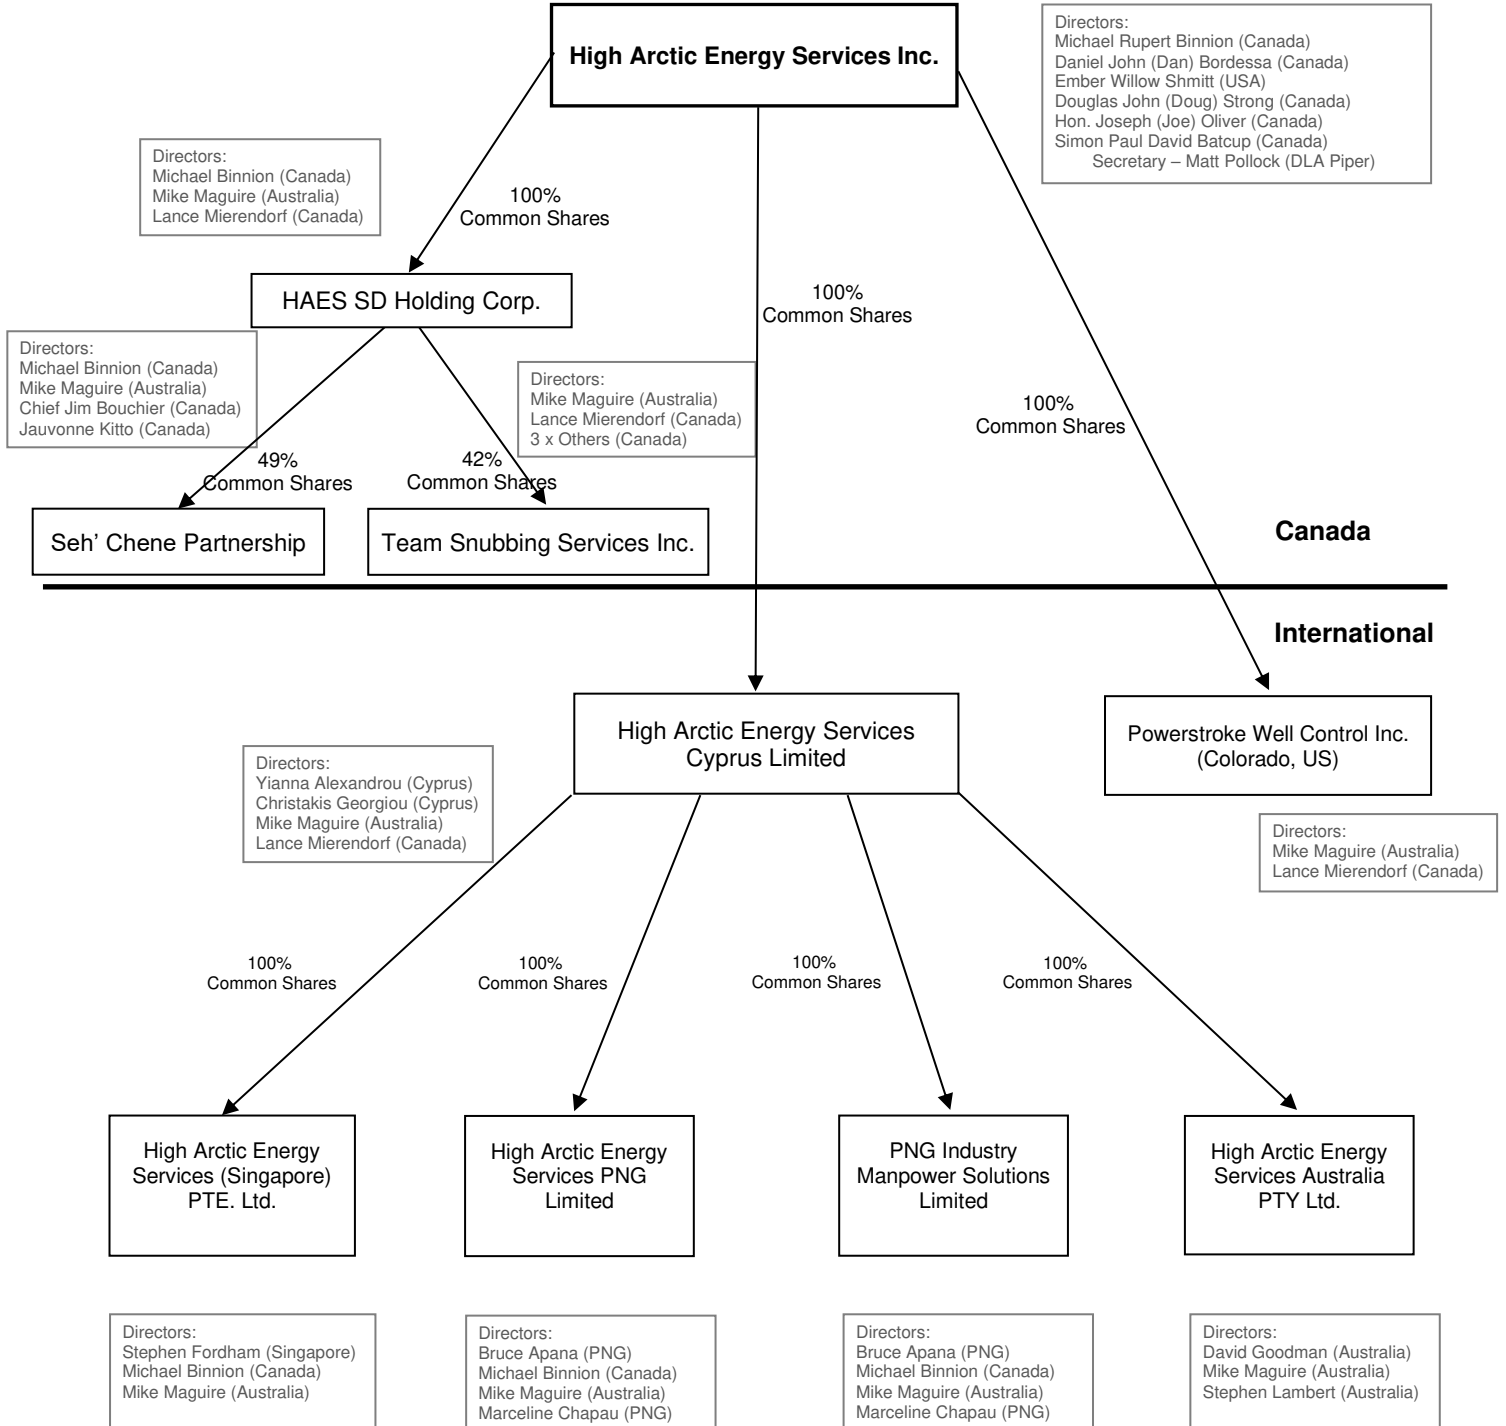 High Arctic Energy Services Inc.
Directors:
Michael Rupert Binnion (Canada)
Daniel John (Dan) Bordessa (Canada)
Ember Willow Shmitt (USA)
Douglas John (Doug) Strong (Canada)
Hon. Joseph (Joe) Oliver (Canada)
Simon Paul David Batcup (Canada)
Secretary – Matt Pollock (DLA Piper)
Directors:
Michael Binnion (Canada)
Mike Maguire (Australia)
Lance Mierendorf (Canada)
100%
Common Shares
HAES SD Holding Corp.
100%
Common Shares
Directors:
Michael Binnion (Canada)
Mike Maguire (Australia)
Chief Jim Bouchier (Canada)
Jauvonne Kitto (Canada)
Directors:
Mike Maguire (Australia)
Lance Mierendorf (Canada)
3 x Others (Canada)
100%
Common Shares
49%
Common Shares
42%
Common Shares
Seh’ Chene Partnership
Team Snubbing Services Inc.
Canada
International
High Arctic Energy Services
Cyprus Limited
Powerstroke Well Control Inc.
(Colorado, US)
Directors:
Yianna Alexandrou (Cyprus)
Christakis Georgiou (Cyprus)
Mike Maguire (Australia)
Lance Mierendorf (Canada)
Directors:
Mike Maguire (Australia)
Lance Mierendorf (Canada)
100%
Common Shares
100%
Common Shares
100%
Common Shares
100%
Common Shares
High Arctic Energy
Services (Singapore)
PTE. Ltd.
High Arctic Energy
Services PNG
Limited
PNG Industry
Manpower Solutions
Limited
High Arctic Energy
Services Australia
PTY Ltd.
Directors:
Stephen Fordham (Singapore)
Michael Binnion (Canada)
Mike Maguire (Australia)
Directors:
Bruce Apana (PNG)
Michael Binnion (Canada)
Mike Maguire (Australia)
Marceline Chapau (PNG)
Directors:
Bruce Apana (PNG)
Michael Binnion (Canada)
Mike Maguire (Australia)
Marceline Chapau (PNG)
Directors:
David Goodman (Australia)
Mike Maguire (Australia)
Stephen Lambert (Australia)